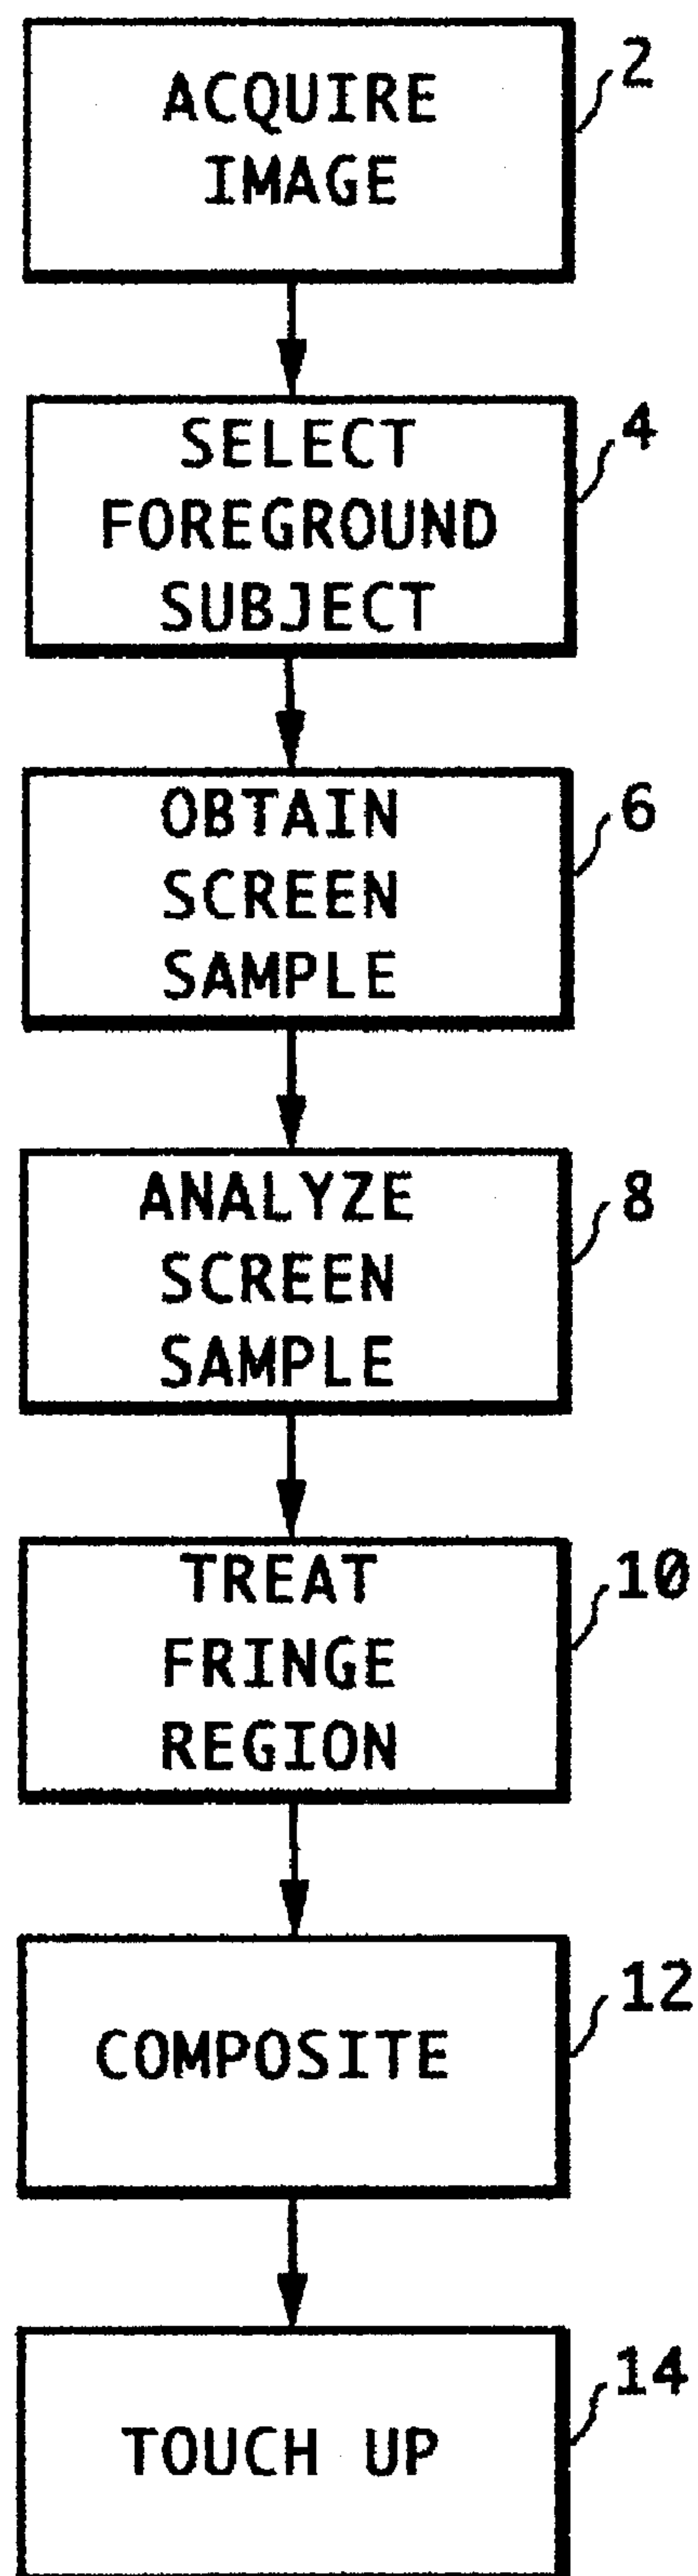 2
ACQUIRE
IMAGE
4
SELECT
FOREGROUND
SUBJECT
6
OBTAIN
SCREEN
SAMPLE
8
ANALYZE
SCREEN
SAMPLE
10
TREAT
FRINGE
REGION
12
COMPOSITE
14
TOUCH UP